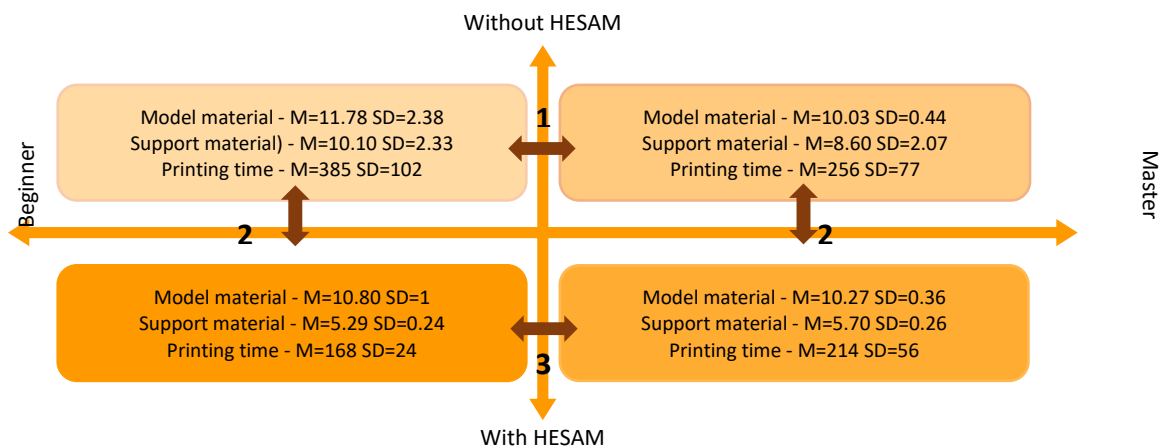 Without HESAM
Model material - M=11.78 SD=2.38
Support material) - M=10.10 SD=2.33
Printing time - M=385 SD=102
1
Model material - M=10.03 SD=0.44
Support material - M=8.60 SD=2.07
Printing time - M=256 SD=77
Beginner
Master
2
2
Model material - M=10.80 SD=1
Support material - M=5.29 SD=0.24
Printing time - M=168 SD=24
3
Model material - M=10.27 SD=0.36
Support material - M=5.70 SD=0.26
Printing time - M=214 SD=56
With HESAM